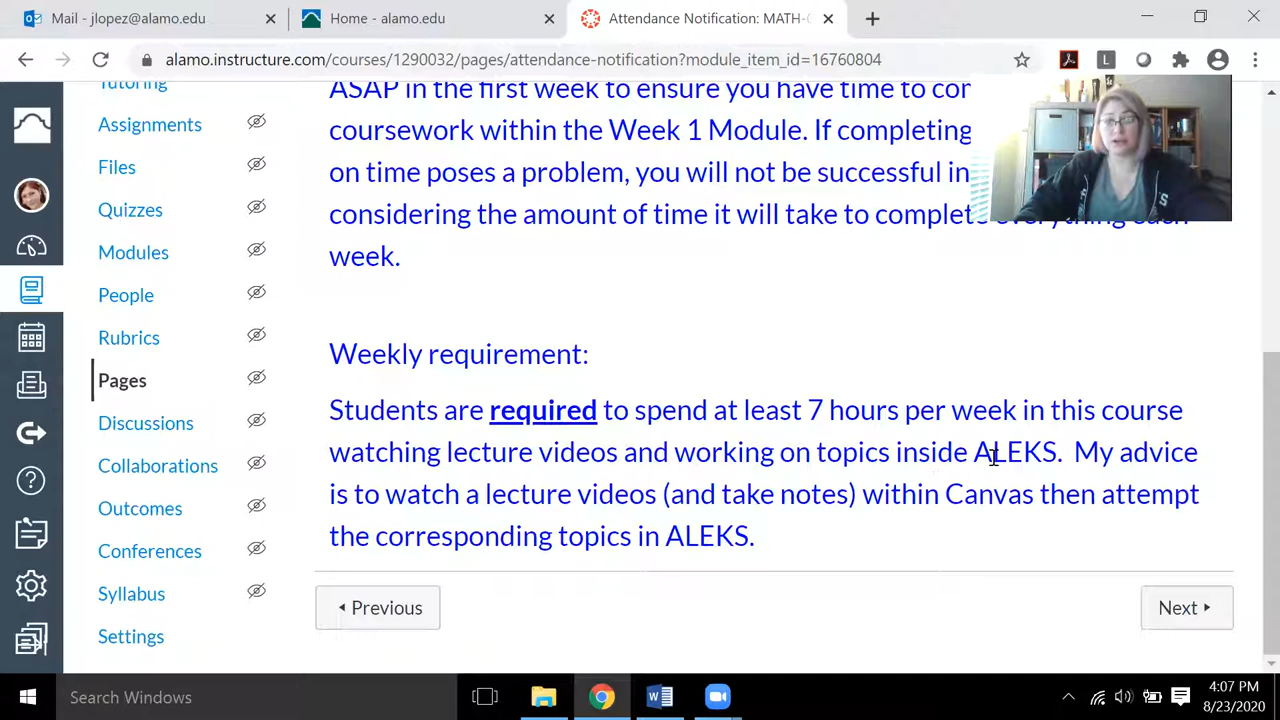 Mail - jlopez@alamo.edu
Home - alamo.edu
Attendance Notification: MATH-
alamo.instructure.com/courses/1290032/pages/attendance-notification?module_item_id=16760804
Tutoring
Assignments
Files
Quizzes
Modules
People
Rubrics
Pages
Discussions
Collaborations
Outcomes
Conferences
Syllabus
Settings
ASAP in the first week to ensure you have time to
coursework within the Week 1 Module. If completing
on time poses a problem, you will not be successful in
considering the amount of time it will take to complete everything each
week.
Weekly requirement:
Students are required to spend at least 7 hours per week in this course
watching lecture videos and working on topics inside ALEKS. My advice
is to watch a lecture videos (and take notes) within Canvas then attempt
the corresponding topics in ALEKS.
Previous
Next
Search Windows
4:07 PM
8/23/2020